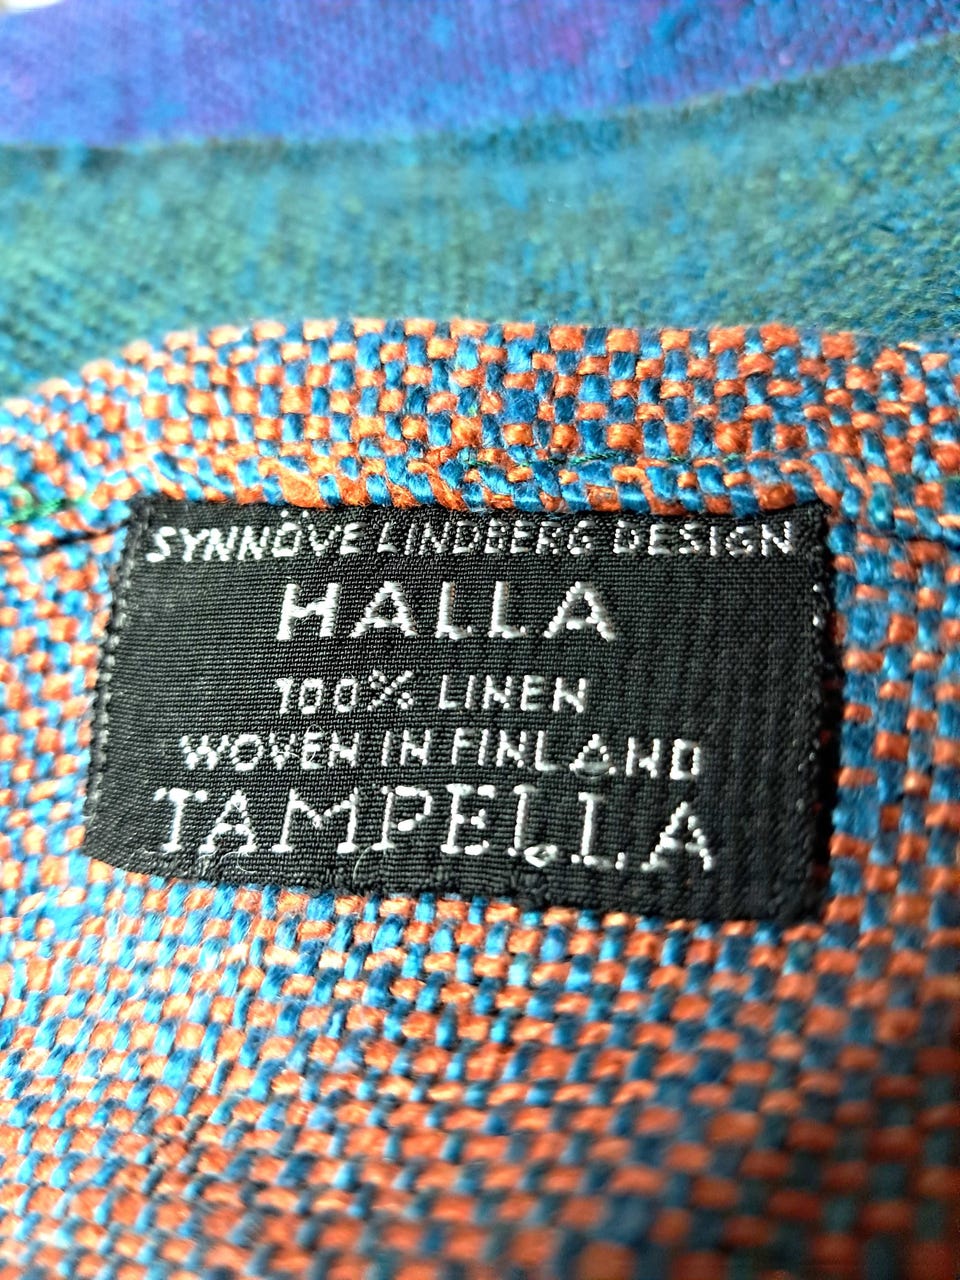 SYNNÖVE LINDBERG DESIGN
HALLA
100% LINEN
WOVEN IN FINLAND
TAMPELLA